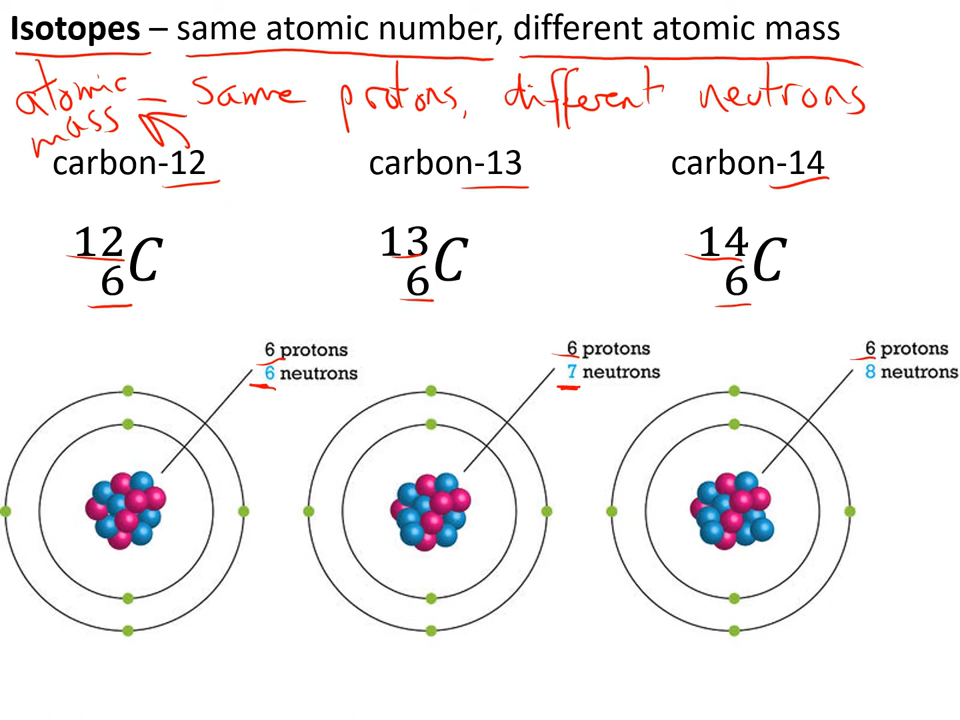 Isotopes – same atomic number, different atomic mass
atomic – same protons, different neutrons
mass
carbon-12 carbon-13 carbon-14
12 13 14
6 C 6 C 6 C
6 protons 6 protons 6 protons
6 neutrons 7 neutrons 8 neutrons